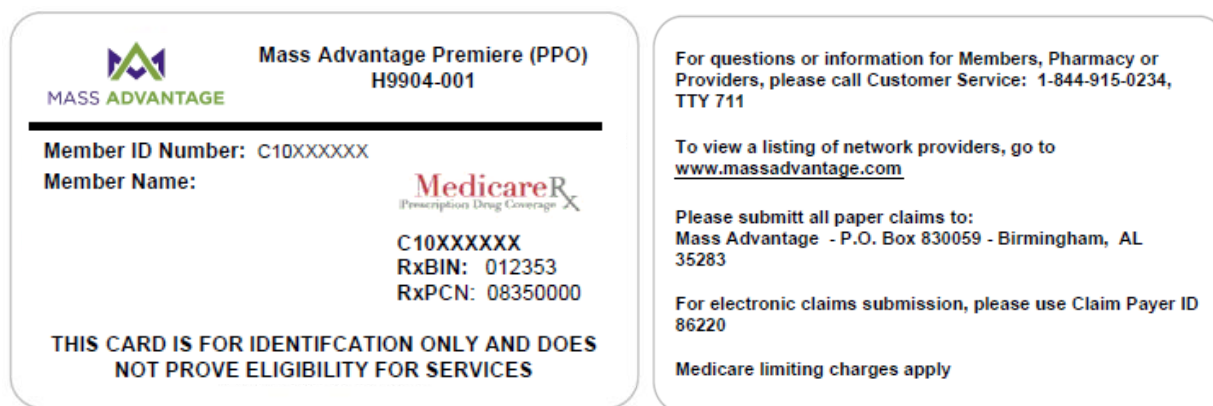 MASS ADVANTAGE
Mass Advantage Premiere (PPO)
H9904-001
Member ID Number: C10XXXXXX
Member Name:
MedicareRx
Prescription Drug Coverage
C10XXXXXX
RxBIN: 012353
RxPCN: 08350000
THIS CARD IS FOR IDENTIFCATION ONLY AND DOES
NOT PROVE ELIGIBILITY FOR SERVICES
For questions or information for Members, Pharmacy or
Providers, please call Customer Service: 1-844-915-0234,
TTY 711
To view a listing of network providers, go to
www.massadvantage.com
Please submitt all paper claims to:
Mass Advantage - P.O. Box 830059 - Birmingham, AL
35283
For electronic claims submission, please use Claim Payer ID
86220
Medicare limiting charges apply